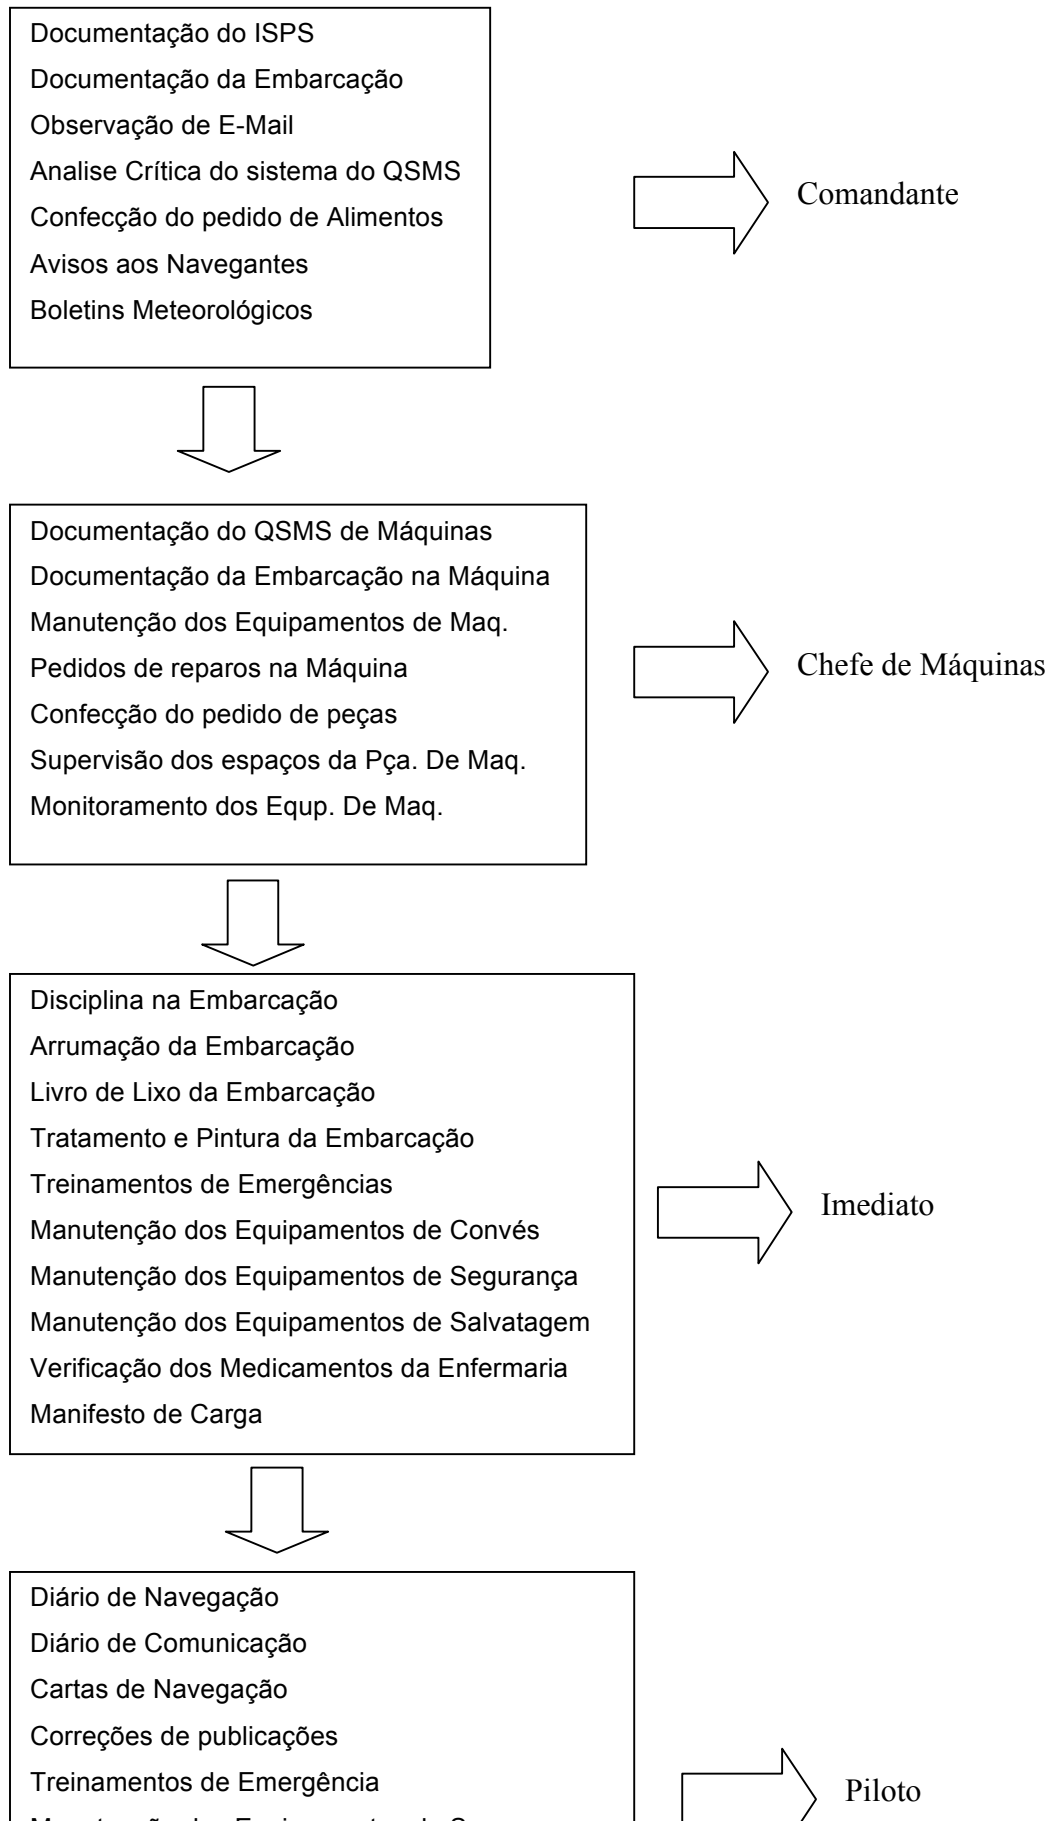 Documentação do ISPS
Documentação da Embarcação
Observação de E-Mail
Analise Crítica do sistema do QSMS
Confecção do pedido de Alimentos
Avisos aos Navegantes
Boletins Meteorológicos
Comandante
Documentação do QSMS de Máquinas
Documentação da Embarcação na Máquina
Manutenção dos Equipamentos de Maq.
Pedidos de reparos na Máquina
Confecção do pedido de peças
Supervisão dos espaços da Pça. De Maq.
Monitoramento dos Equp. De Maq.
Chefe de Máquinas
Disciplina na Embarcação
Arrumação da Embarcação
Livro de Lixo da Embarcação
Tratamento e Pintura da Embarcação
Treinamentos de Emergências
Manutenção dos Equipamentos de Convés
Manutenção dos Equipamentos de Segurança
Manutenção dos Equipamentos de Salvatagem
Verificação dos Medicamentos da Enfermaria
Manifesto de Carga
Imediato
Diário de Navegação
Diário de Comunicação
Cartas de Navegação
Correções de publicações
Treinamentos de Emergência
Piloto